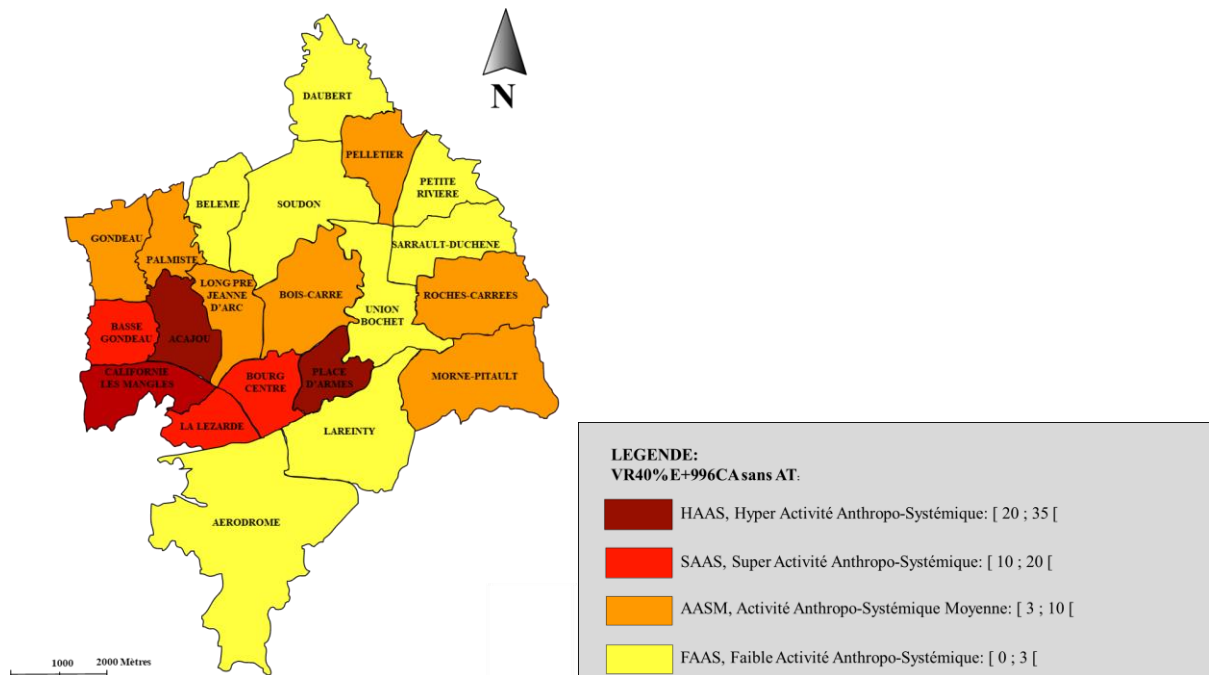 N
DAUBERT
PELLETIER
PETITE
RIVIERE
BELEME
SOUDON
GONDEAU
SARRAULT-DUCHENE
PALMISTE
LONG PRE
JEANNE
D'ARC
BOIS-CARRE
ROCHES-CARREES
UNION
BOCHET
BASSE
GONDEAU
ACAJOU
CALIFORNIE
LES MANGLES
BOURG
CENTRE
PLACE
D'ARMES
MORNE-PITAULT
LA LEZARDE
LAREINTY
AERODROME
1000
2000 Mètres
LEGENDE:
VR40%E+996CA sans AT:
HAAS, Hyper Activité Anthropo-Systémique: [ 20 ; 35 [
SAAS, Super Activité Anthropo-Systémique: [ 10 ; 20 [
AASM, Activité Anthropo-Systémique Moyenne: [ 3 ; 10 [
FAAS, Faible Activité Anthropo-Systémique: [ 0 ; 3 [